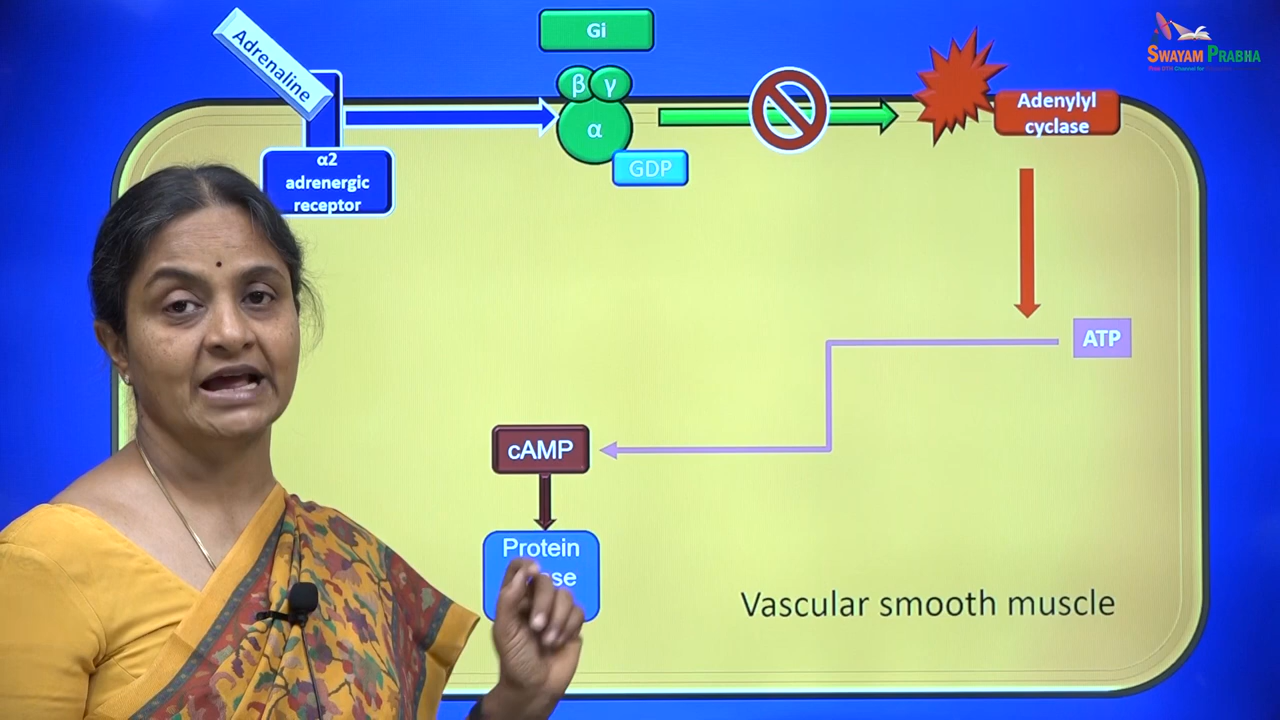 Adrenaline
Gi
SWAYAM PRABHA
β γ
α
Adenylyl
cyclase
GDP
α2
adrenergic
receptor
ATP
cAMP
Protein
Vascular smooth muscle